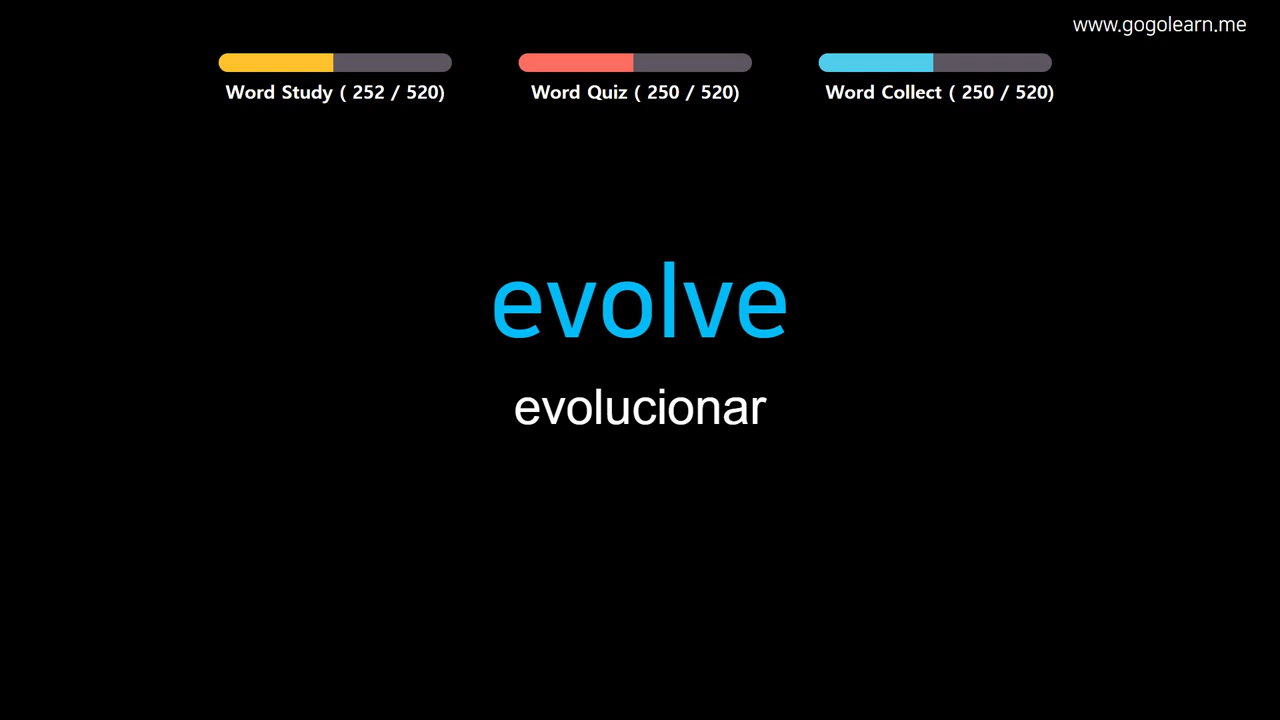 www.gogolearn.me
Word Study ( 252 / 520)
Word Quiz ( 250 / 520)
Word Collect ( 250 / 520)
evolve
evolucionar